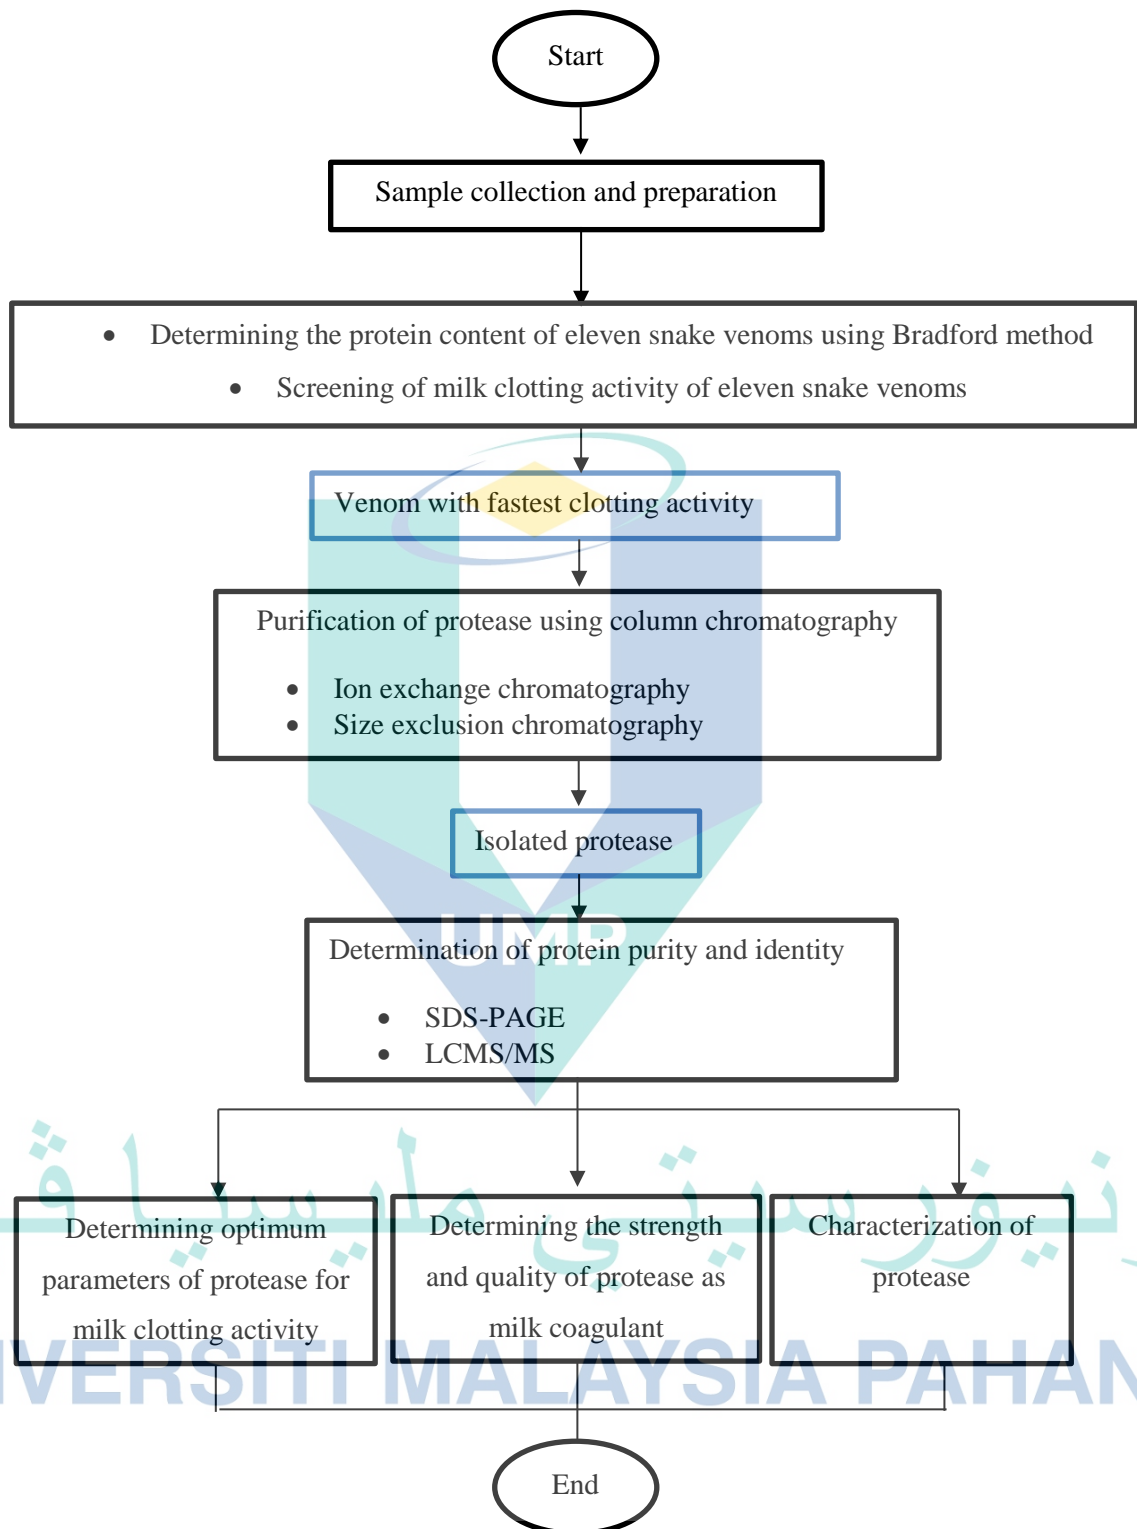 Start
Sample collection and preparation
• Determining the protein content of eleven snake venoms using Bradford method
• Screening of milk clotting activity of eleven snake venoms
Venom with fastest clotting activity
Purification of protease using column chromatography
• Ion exchange chromatography
• Size exclusion chromatography
Isolated protease
UMP
Determination of protein purity and identity
• SDS-PAGE
• LCMS/MS
Determining optimum
parameters of protease for
milk clotting activity
Determining the strength
and quality of protease as
milk coagulant
Characterization of
protease
مليسيا
IVERSITI MALAYSIA PAHAN
End